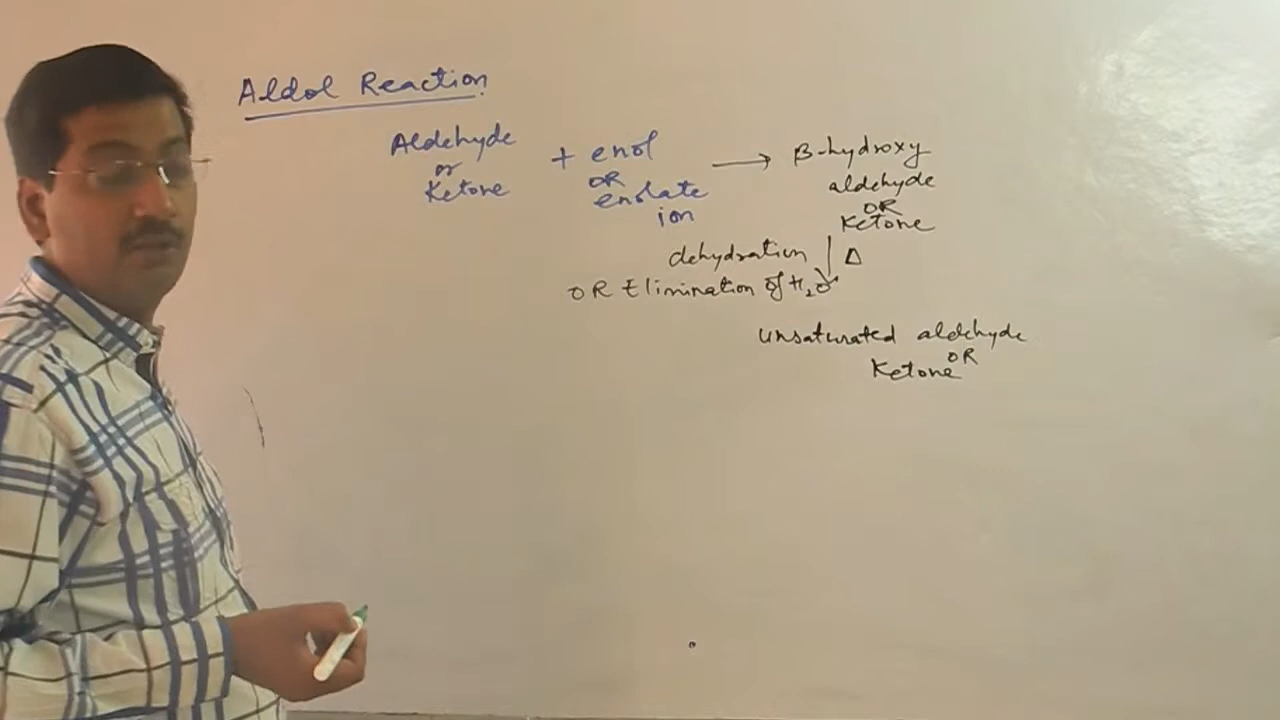 Aldol Reaction
Aldehyde
or
Ketone
+ enol
OR
enolate
ion
→ β-hydroxy
aldehyde
OR
Ketone
dehydration Δ
OR Elimination of H₂O
unsaturated aldehyde
OR
Ketone